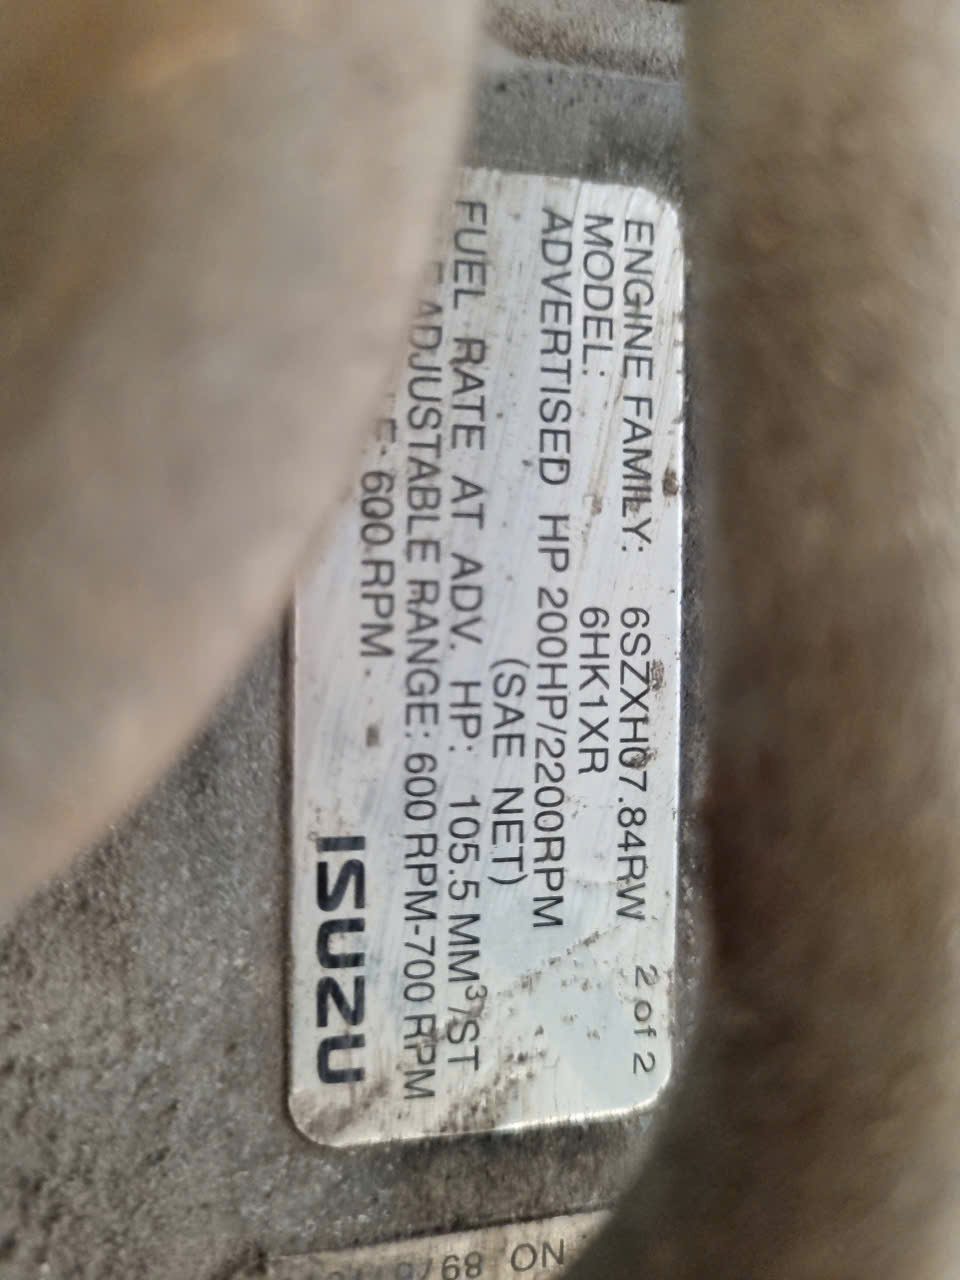 ENGINE FAMILY: 6SZXH07.84RW 2 of 2
MODEL: 6HK1XR
ADVERTISED HP 200HP/2200RPM
(SAE NET)
FUEL RATE AT ADV. HP: 105.5 MM³/ST
ADJUSTABLE RANGE: 600 RPM-700 RPM
600 RPM
ISUZU
NO